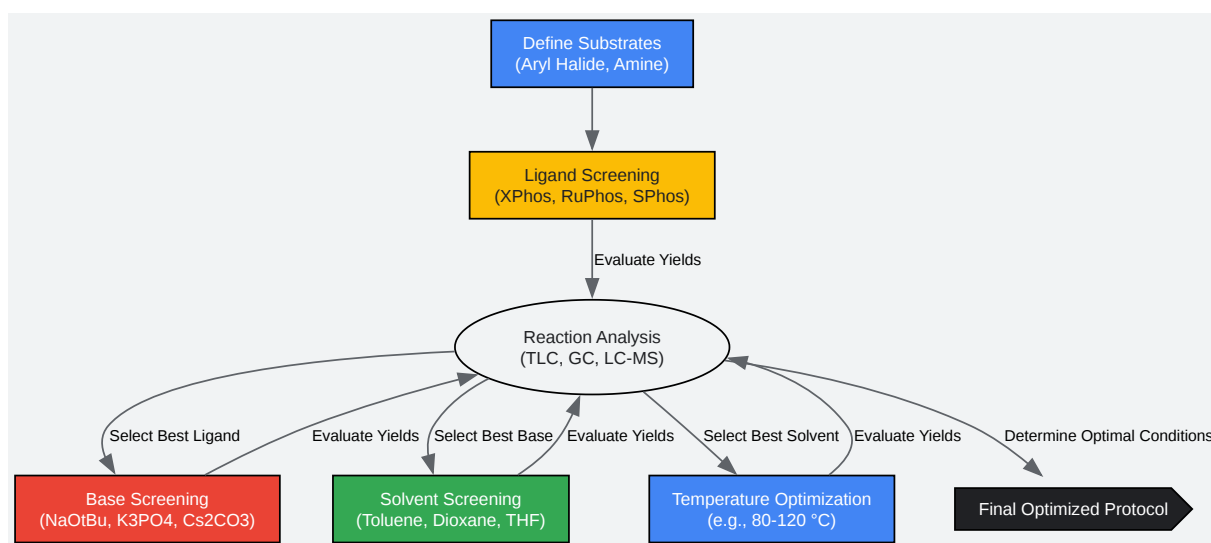 Define Substrates
(Aryl Halide, Amine)
Ligand Screening
(XPhos, RuPhos, SPhos)
Evaluate Yields
Reaction Analysis
(TLC, GC, LC-MS)
Select Best Ligand
Evaluate Yields
Select Best Base
Evaluate Yields
Select Best Solvent
Evaluate Yields
Determine Optimal Conditions
Base Screening
(NaOtBu, K3PO4, Cs2CO3)
Solvent Screening
(Toluene, Dioxane, THF)
Temperature Optimization
(e.g., 80-120 °C)
Final Optimized Protocol